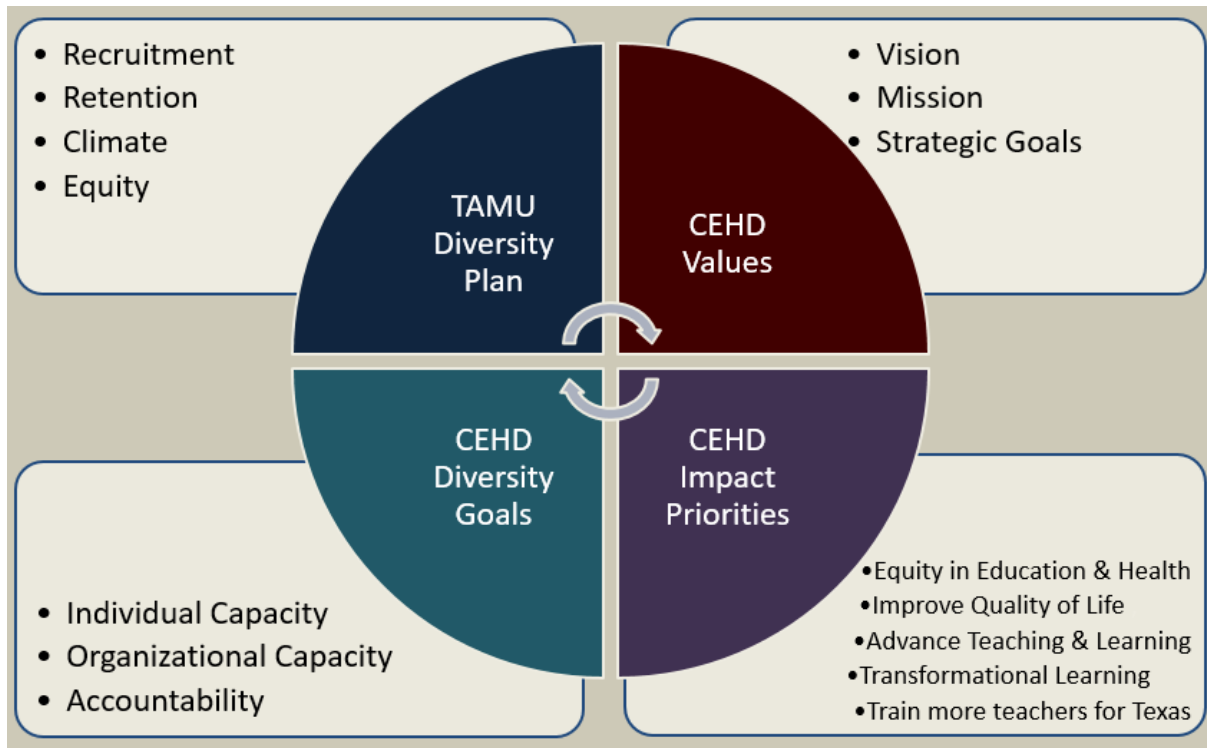 • Recruitment
• Retention
• Climate
• Equity
• Vision
• Mission
• Strategic Goals
TAMU
Diversity
Plan
CEHD
Values
CEHD
Diversity
Goals
CEHD
Impact
Priorities
• Individual Capacity
• Organizational Capacity
• Accountability
•Equity in Education & Health
•Improve Quality of Life
•Advance Teaching & Learning
•Transformational Learning
•Train more teachers for Texas